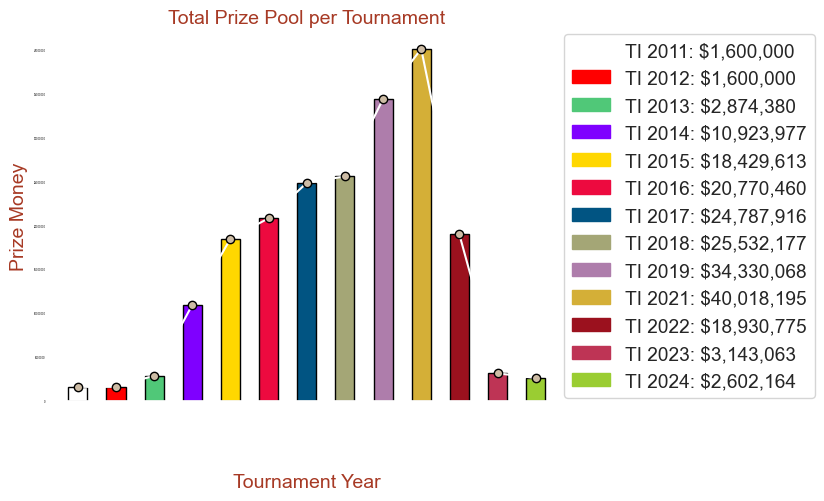 Total Prize Pool per Tournament
Prize Money
TI 2011: $1,600,000
TI 2012: $1,600,000
TI 2013: $2,874,380
TI 2014: $10,923,977
TI 2015: $18,429,613
TI 2016: $20,770,460
TI 2017: $24,787,916
TI 2018: $25,532,177
TI 2019: $34,330,068
TI 2021: $40,018,195
TI 2022: $18,930,775
TI 2023: $3,143,063
TI 2024: $2,602,164
Tournament Year